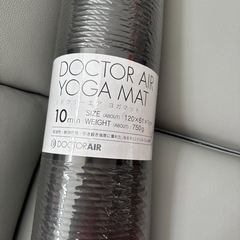 DOCTOR AIR
YOGA MAT
ドクターエア ヨガマット
10mm
SIZE (ABOUT) 120×61×1
WEIGHT (ABOUT) 750g
DOCTORAIR